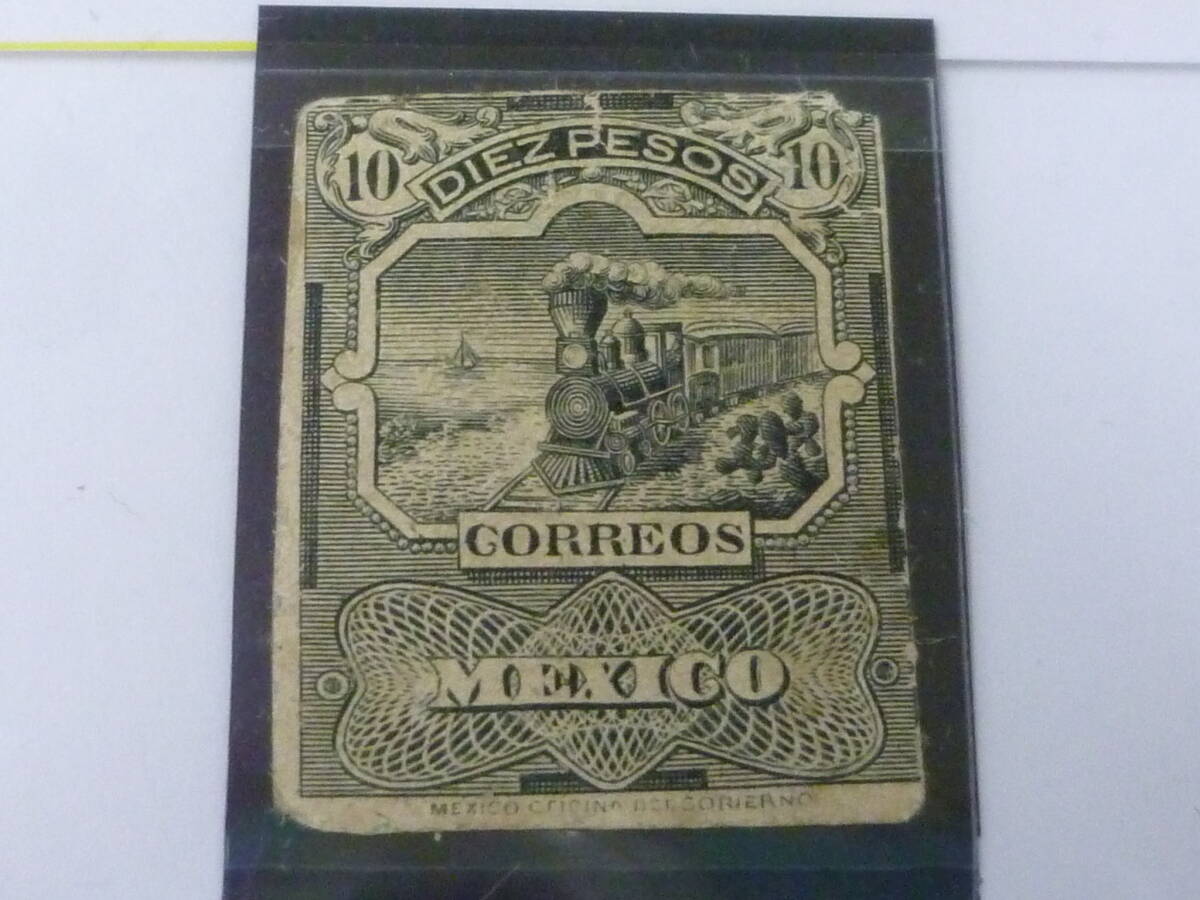 10 DIEZ PESOS 10
CORREOS
MEXICO
MEXICO OFICINA DEL GOBIERNO